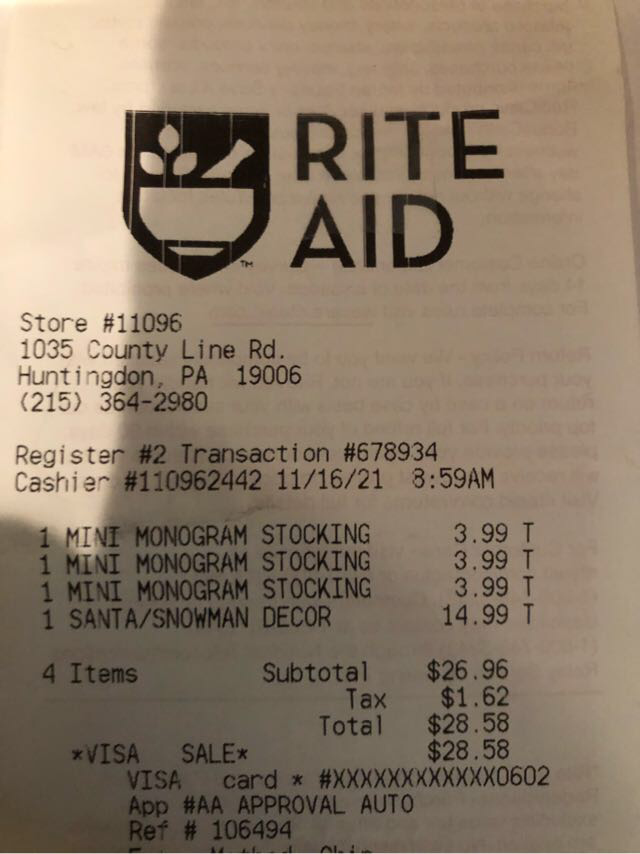 RITE
AID
™
Store #11096
1035 County Line Rd.
Huntingdon, PA 19006
(215) 364-2980
Register #2 Transaction #678934
Cashier #110962442 11/16/21 8:59AM
1 MINI MONOGRAM STOCKING 3.99 T
1 MINI MONOGRAM STOCKING 3.99 T
1 MINI MONOGRAM STOCKING 3.99 T
1 SANTA/SNOWMAN DECOR 14.99 T
4 Items Subtotal $26.96
Tax $1.62
Total $28.58
*VISA SALE* $28.58
VISA card * #XXXXXXXXXXXX0602
App #AA APPROVAL AUTO
Ref # 106494